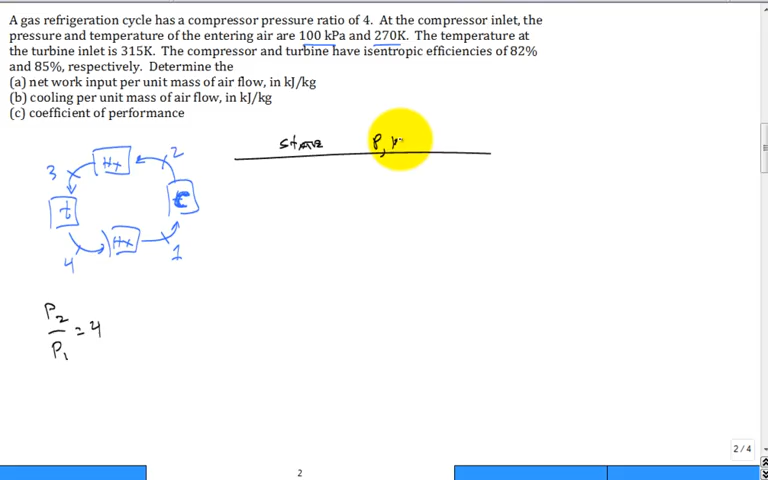 A gas refrigeration cycle has a compressor pressure ratio of 4. At the compressor inlet, the
pressure and temperature of the entering air are 100 kPa and 270K. The temperature at
the turbine inlet is 315K. The compressor and turbine have isentropic efficiencies of 82%
and 85%, respectively. Determine the
(a) net work input per unit mass of air flow, in kJ/kg
(b) cooling per unit mass of air flow, in kJ/kg
(c) coefficient of performance
state P,
3 Hx 2
t c
4 Hx 1
P2/P1 = 4
2 / 4
2